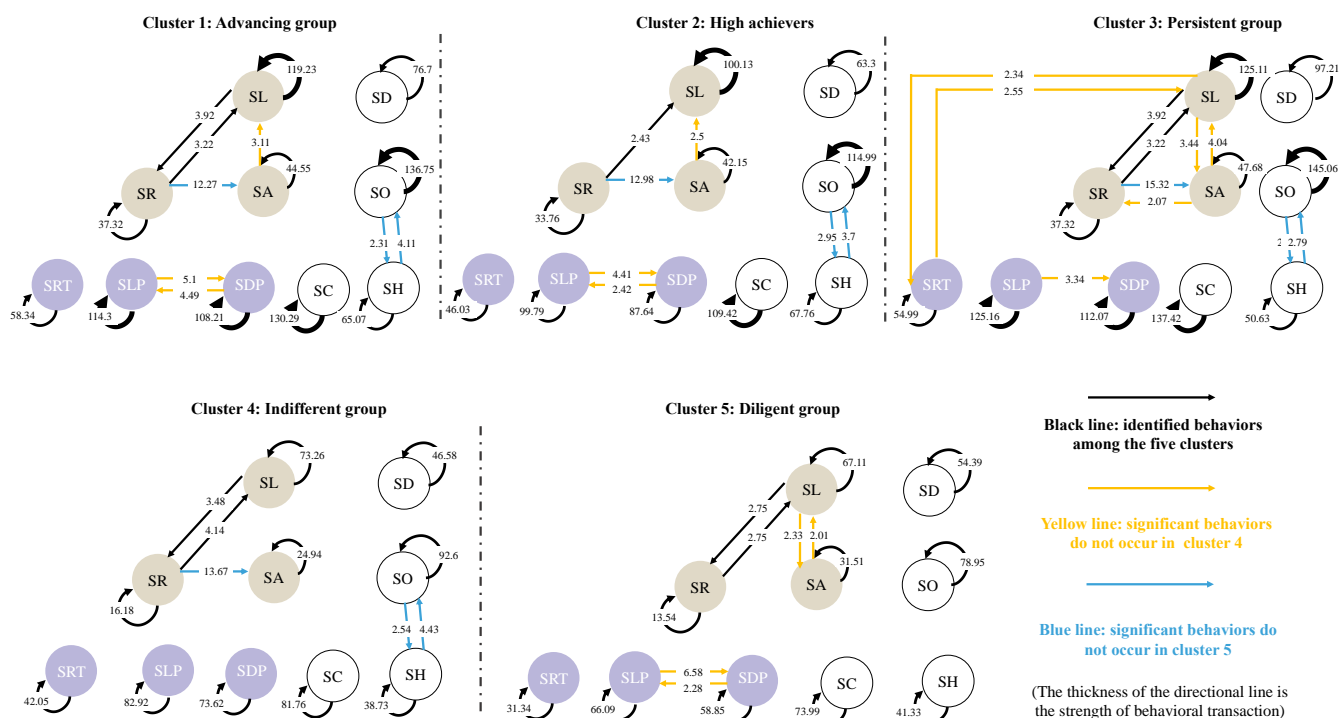 Cluster 1: Advancing group
119.23
SL
76.7
SD
3.92
3.22
3.11
44.55
136.75
SR
12.27
SA
SO
37.32
2.31
4.11
SRT
SLP
5.1
4.49
SDP
SC
SH
58.34
114.3
108.21
130.29
65.07
Cluster 2: High achievers
100.13
SL
63.3
SD
2.43
2.5
42.15
114.99
SR
12.98
SA
SO
33.76
2.95
3.7
SRT
SLP
4.41
2.42
SDP
SC
SH
46.03
99.79
87.64
109.42
67.76
Cluster 3: Persistent group
2.34
2.55
125.11
SL
97.21
SD
3.92
3.22
3.44
4.04
47.68
145.06
SR
15.32
SA
SO
2.07
37.32
2
2.79
SRT
SLP
3.34
SDP
SC
SH
54.99
125.16
112.07
137.42
50.63
Cluster 4: Indifferent group
73.26
SL
46.58
SD
3.48
4.14
24.94
92.6
SR
13.67
SA
SO
16.18
2.54
4.43
SRT
SLP
SDP
SC
SH
42.05
82.92
73.62
81.76
38.73
Cluster 5: Diligent group
67.11
SL
54.39
SD
2.75
2.75
2.33
2.01
31.51
78.95
SR
SA
SO
13.54
SRT
SLP
6.58
2.28
SDP
SC
SH
31.34
66.09
58.85
73.99
41.33
Black line: identified behaviors
among the five clusters
Yellow line: significant behaviors
do not occur in cluster 4
Blue line: significant behaviors do
not occur in cluster 5
(The thickness of the directional line is
the strength of behavioral transaction)